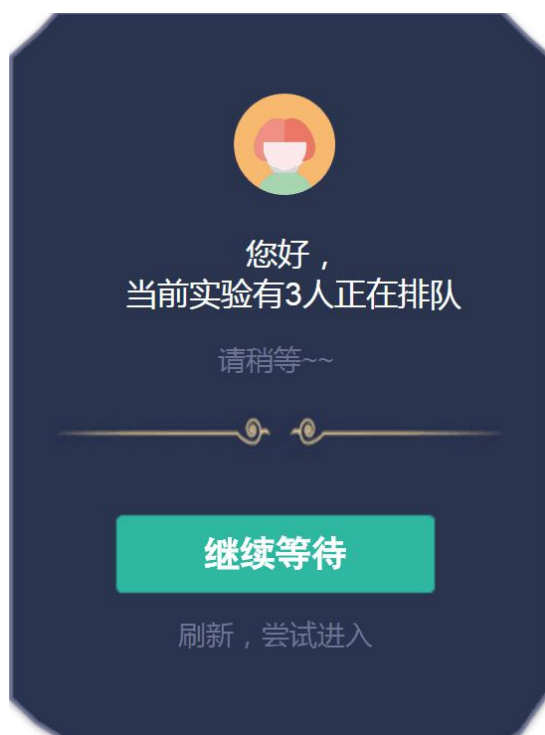 您好，
当前实验有3人正在排队
请稍等~~
继续等待
刷新，尝试进入